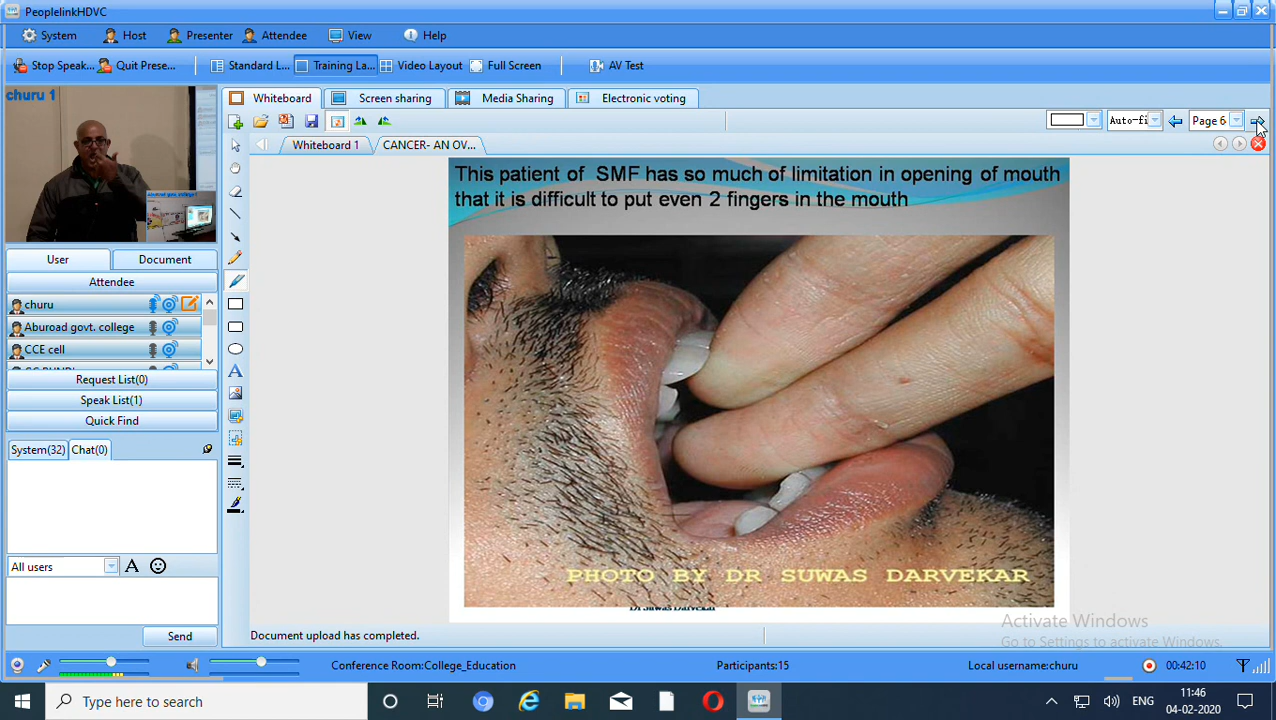 PeoplelinkHDVC
System Host Presenter Attendee View Help
Stop Speak... Quit Prese... Standard L... Training La... Video Layout Full Screen AV Test
churu 1
Whiteboard Screen sharing Media Sharing Electronic voting
Auto-fi Page 6
Whiteboard 1 CANCER- AN OV...
This patient of SMF has so much of limitation in opening of mouth
that it is difficult to put even 2 fingers in the mouth
User Document
Attendee
churu
Aburoad govt. college
CCE cell
Request List(0)
Speak List(1)
Quick Find
System(32) Chat(0)
All users A
Send
PHOTO BY DR SUWAS DARVEKAR
Dr Suwas Darvekar
Document upload has completed.
Activate Windows
Go to Settings to activate Windows.
Conference Room:College_Education Participants:15 Local username:churu 00:42:10
Type here to search
ENG
11:46
04-02-2020